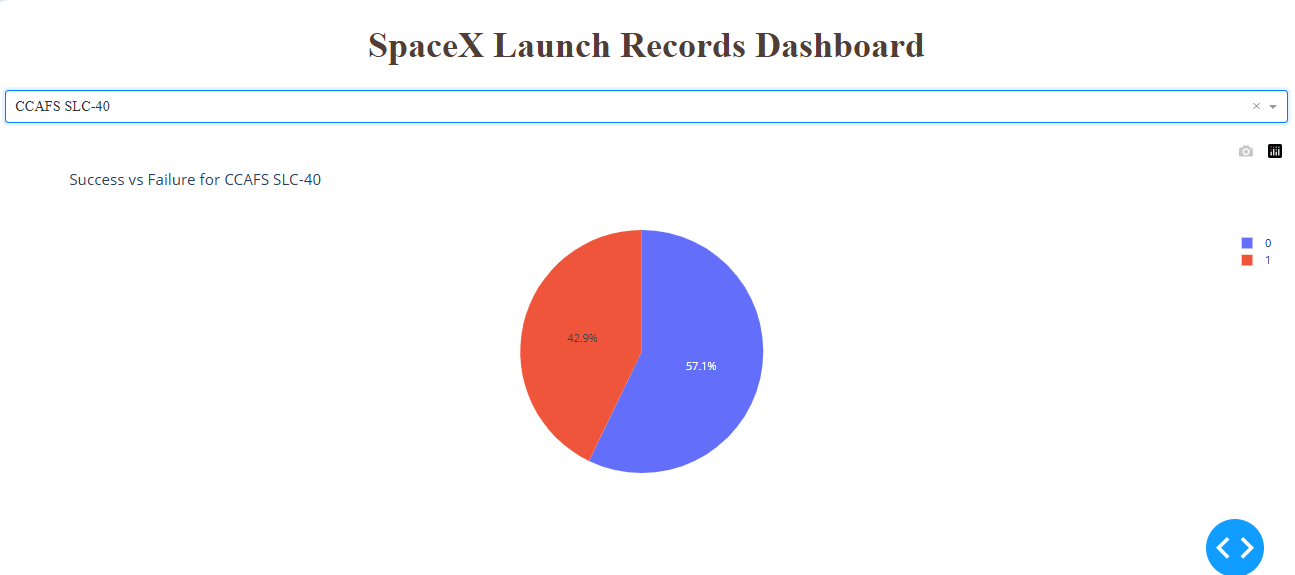 SpaceX Launch Records Dashboard
CCAFS SLC-40
Success vs Failure for CCAFS SLC-40
0
1
42.9%
57.1%